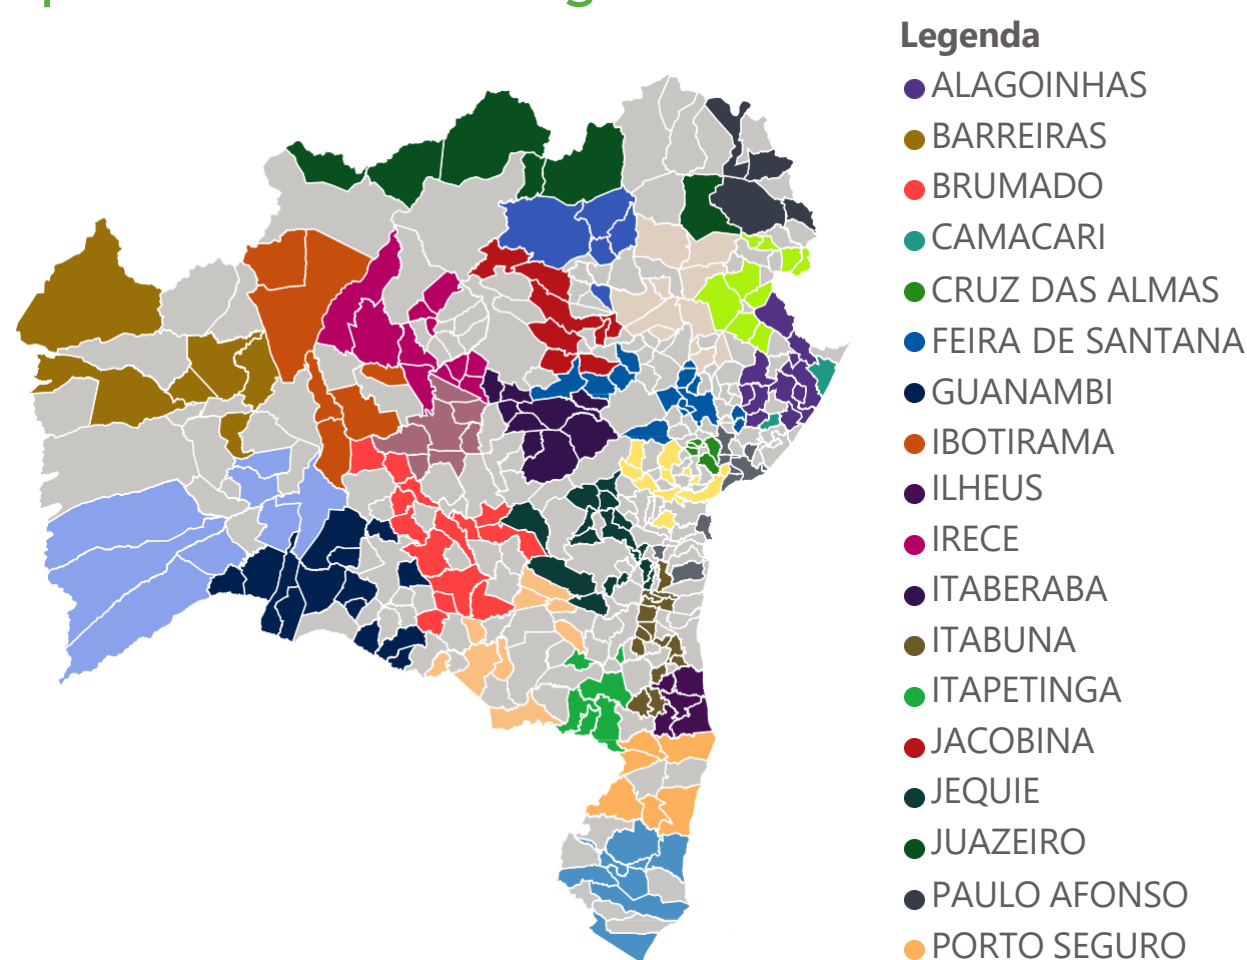 Legenda
ALAGOINHAS
BARREIRAS
BRUMADO
CAMACARI
CRUZ DAS ALMAS
FEIRA DE SANTANA
GUANAMBI
IBOTIRAMA
ILHEUS
IRECE
ITABERABA
ITABUNA
ITAPETINGA
JACOBINA
JEQUIE
JUAZEIRO
PAULO AFONSO
PORTO SEGURO